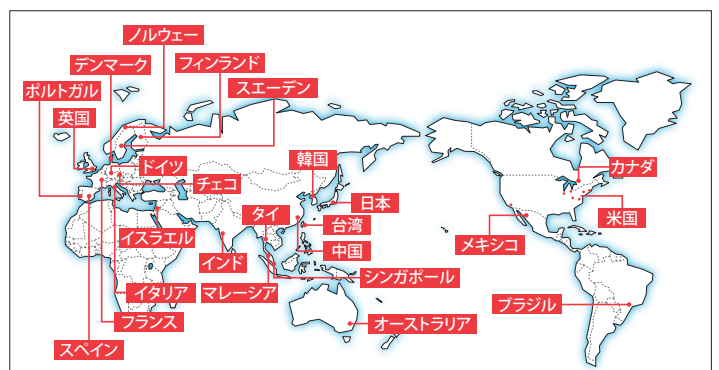 ノルウェー
デンマーク
フィンランド
ポルトガル
スエーデン
英国
ドイツ
チェコ
韓国
カナダ
日本
タイ
台湾
米国
イスラエル
インド
中国
メキシコ
シンガポール
イタリア
マレーシア
ブラジル
フランス
オーストラリア
スペイン